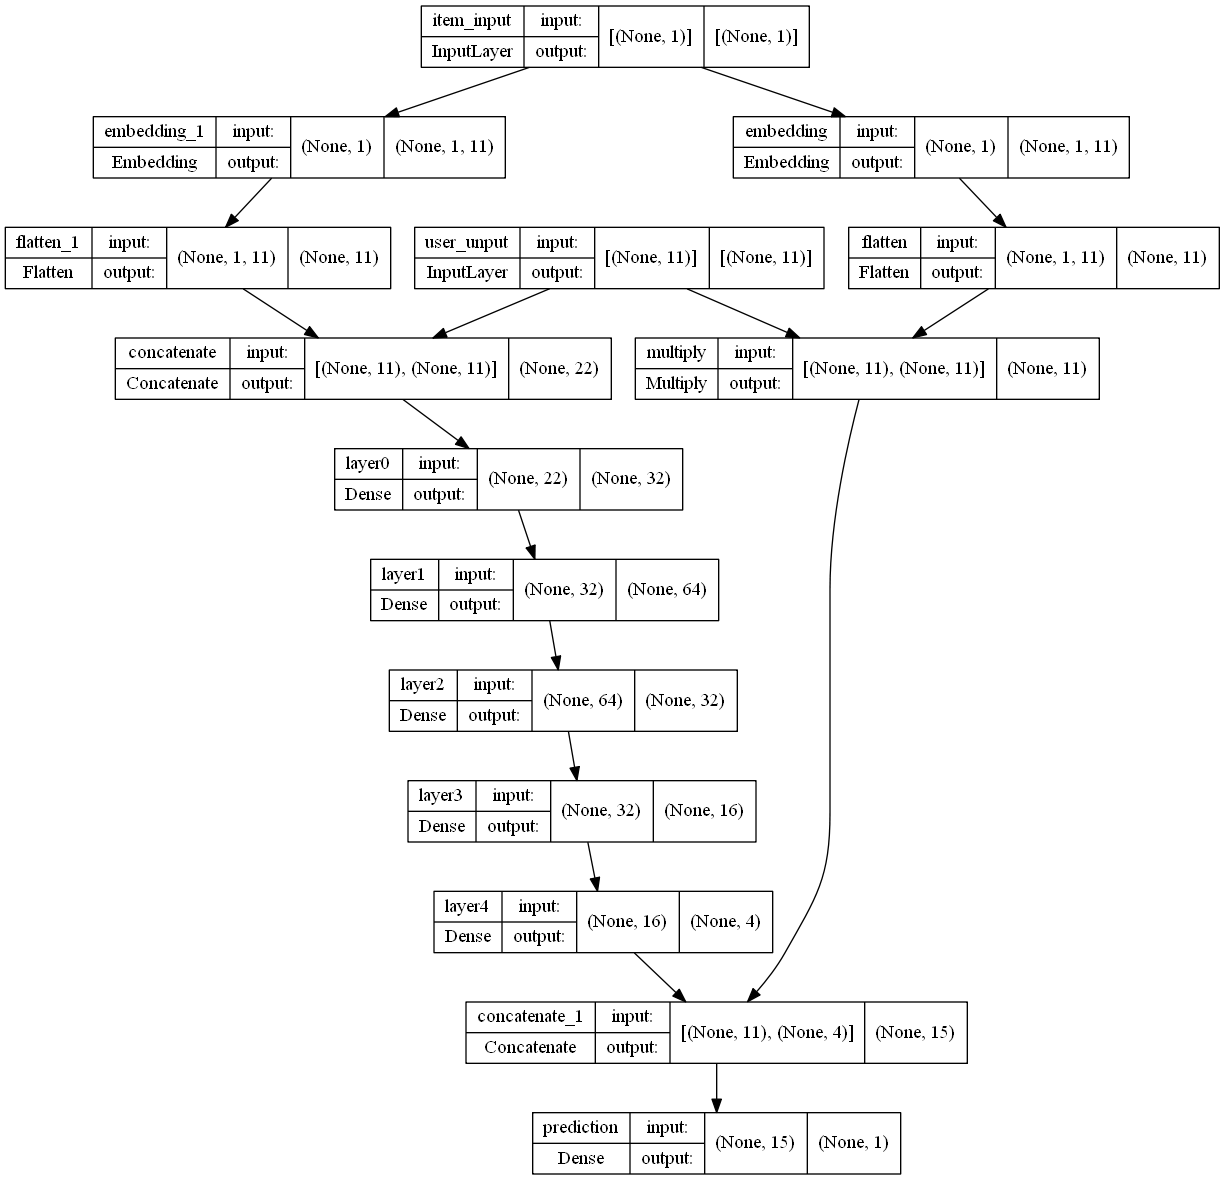 item_input input: [(None, 1)] [(None, 1)]
InputLayer output:
embedding_1 input: (None, 1) (None, 1, 11)
Embedding output:
embedding input: (None, 1) (None, 1, 11)
Embedding output:
flatten_1 input: (None, 1, 11) (None, 11)
Flatten output:
user_unput input: [(None, 11)] [(None, 11)]
InputLayer output:
flatten input: (None, 1, 11) (None, 11)
Flatten output:
concatenate input: [(None, 11), (None, 11)] (None, 22)
Concatenate output:
multiply input: [(None, 11), (None, 11)] (None, 11)
Multiply output:
layer0 input: (None, 22) (None, 32)
Dense output:
layer1 input: (None, 32) (None, 64)
Dense output:
layer2 input: (None, 64) (None, 32)
Dense output:
layer3 input: (None, 32) (None, 16)
Dense output:
layer4 input: (None, 16) (None, 4)
Dense output:
concatenate_1 input: [(None, 11), (None, 4)] (None, 15)
Concatenate output:
prediction input: (None, 15) (None, 1)
Dense output: